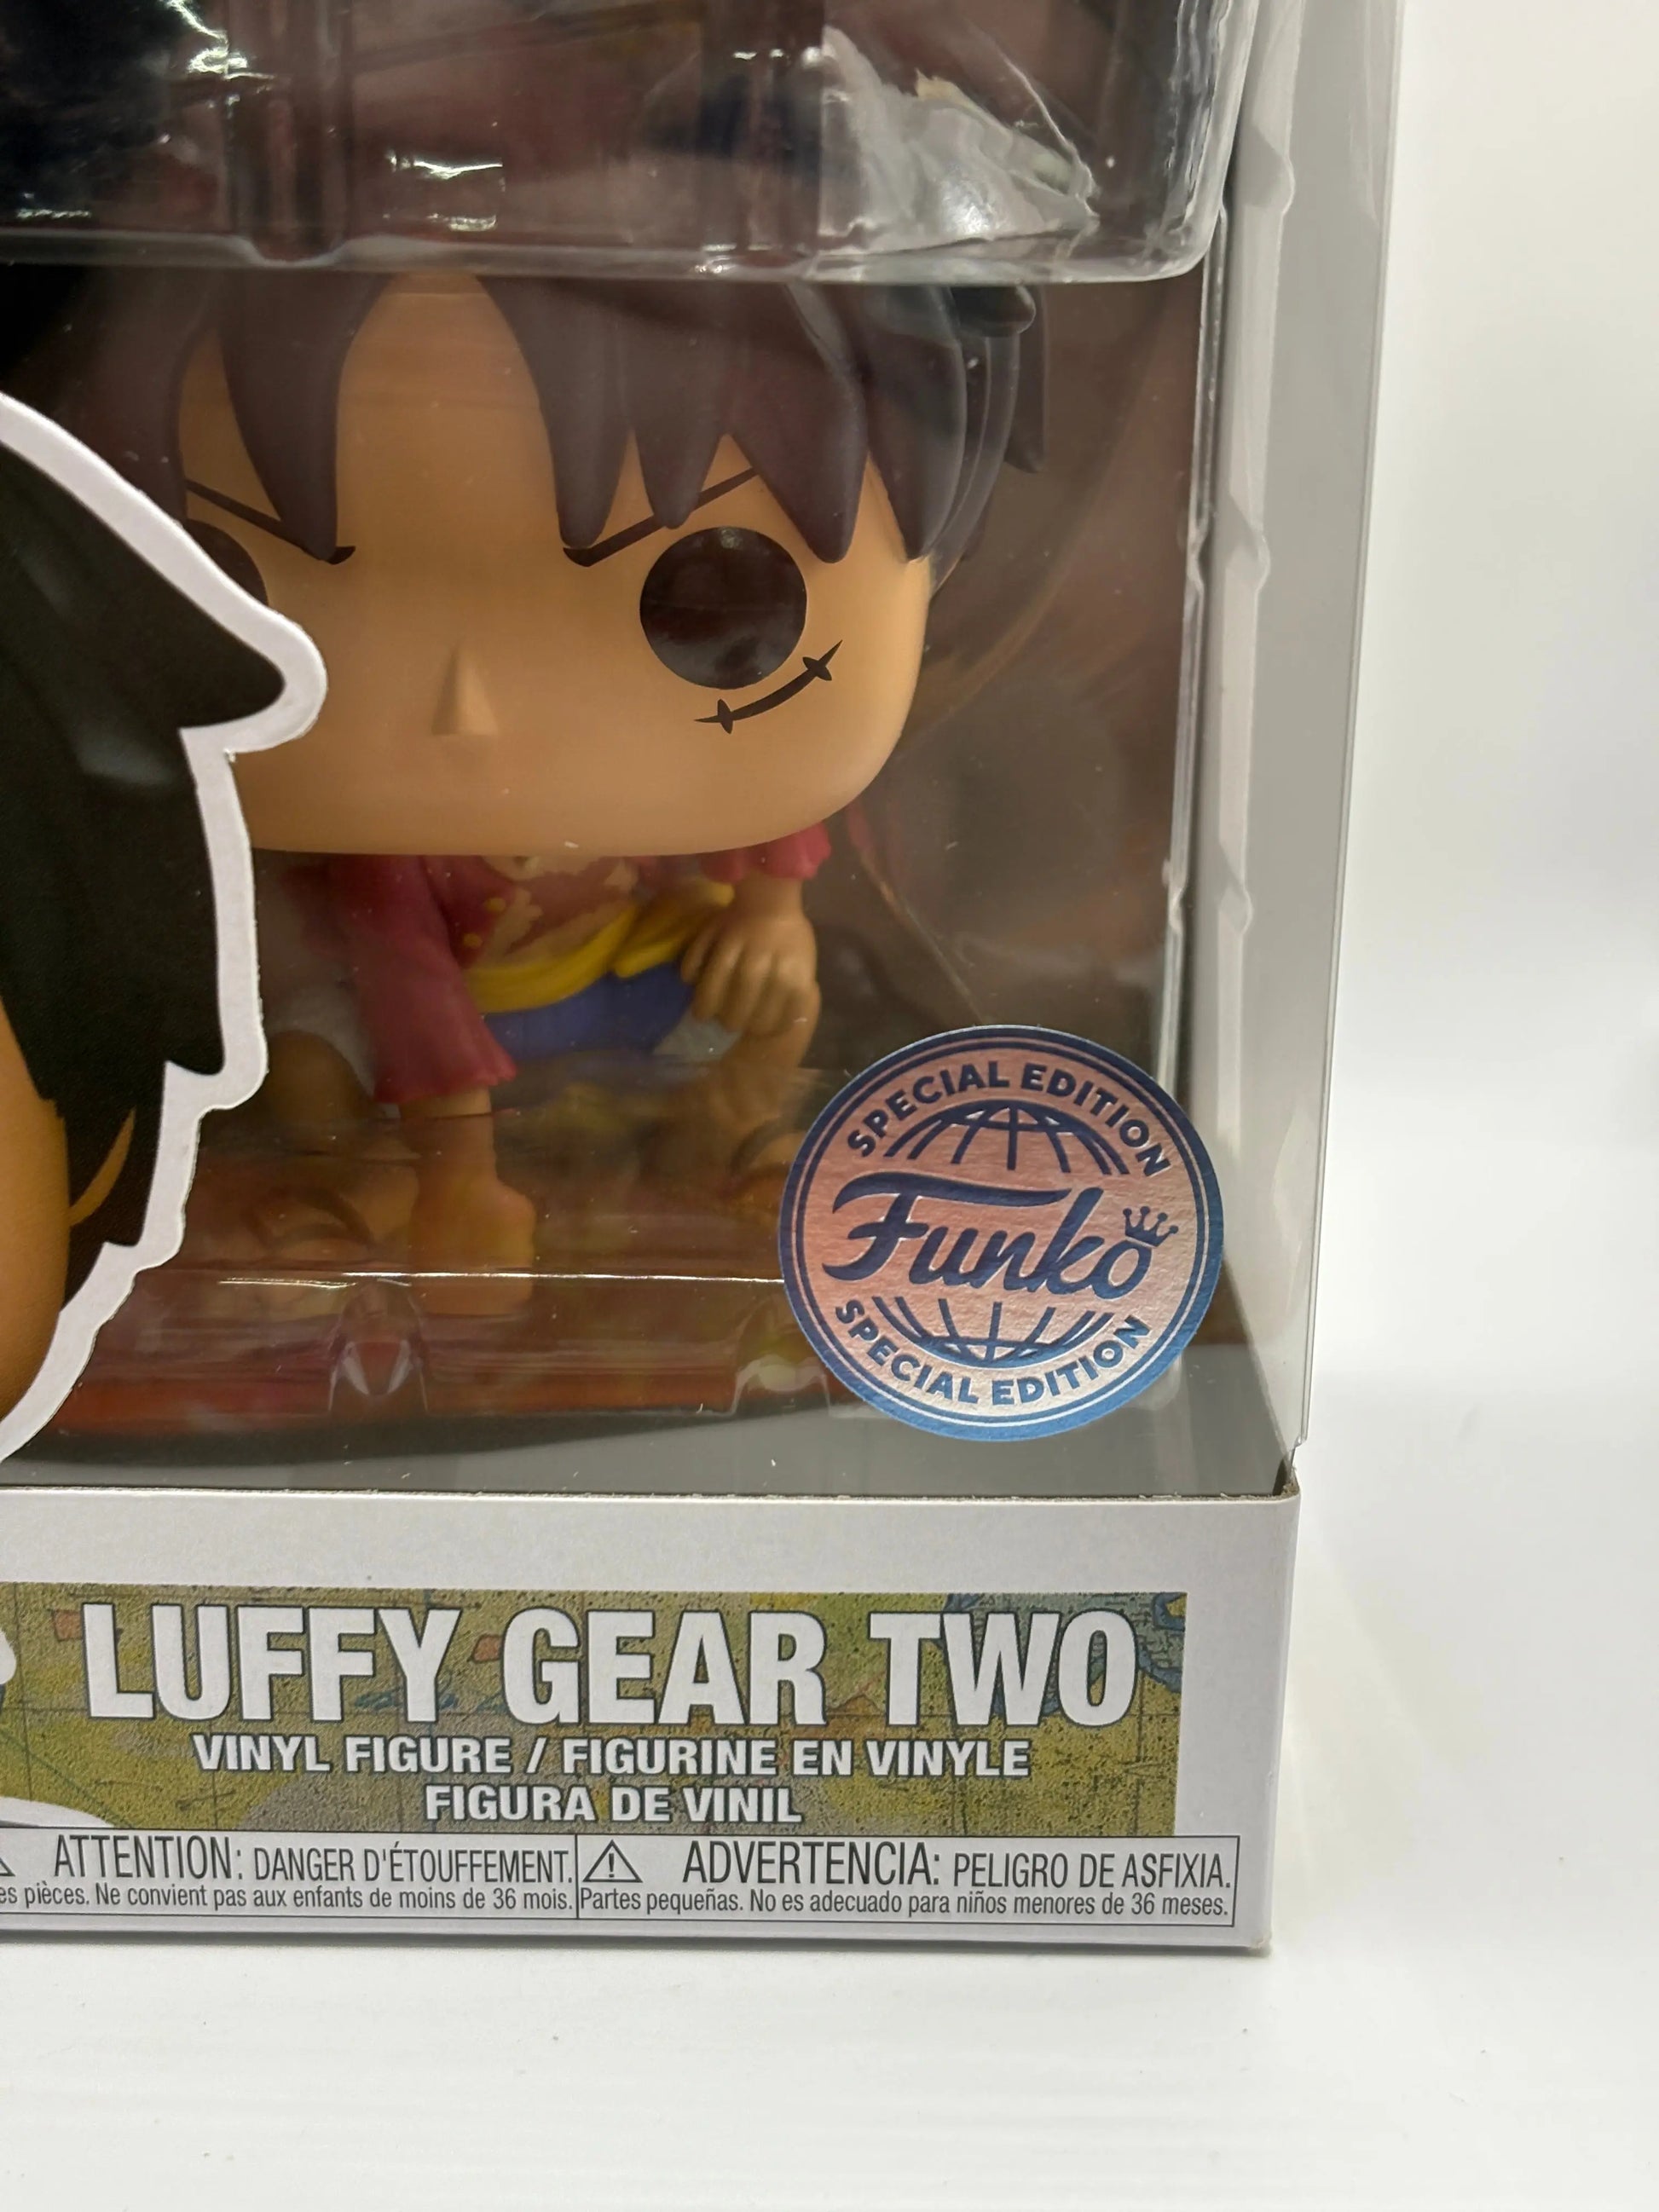 SPECIAL EDITION
Funko
SPECIAL EDITION
LUFFY GEAR TWO
VINYL FIGURE / FIGURINE EN VINYLE
FIGURA DE VINIL
ATTENTION: DANGER D'ÉTOUFFEMENT.
pièces. Ne convient pas aux enfants de moins de 36 mois.
ADVERTENCIA: PELIGRO DE ASFIXIA.
Partes pequeñas. No es adecuado para niños menores de 36 meses.